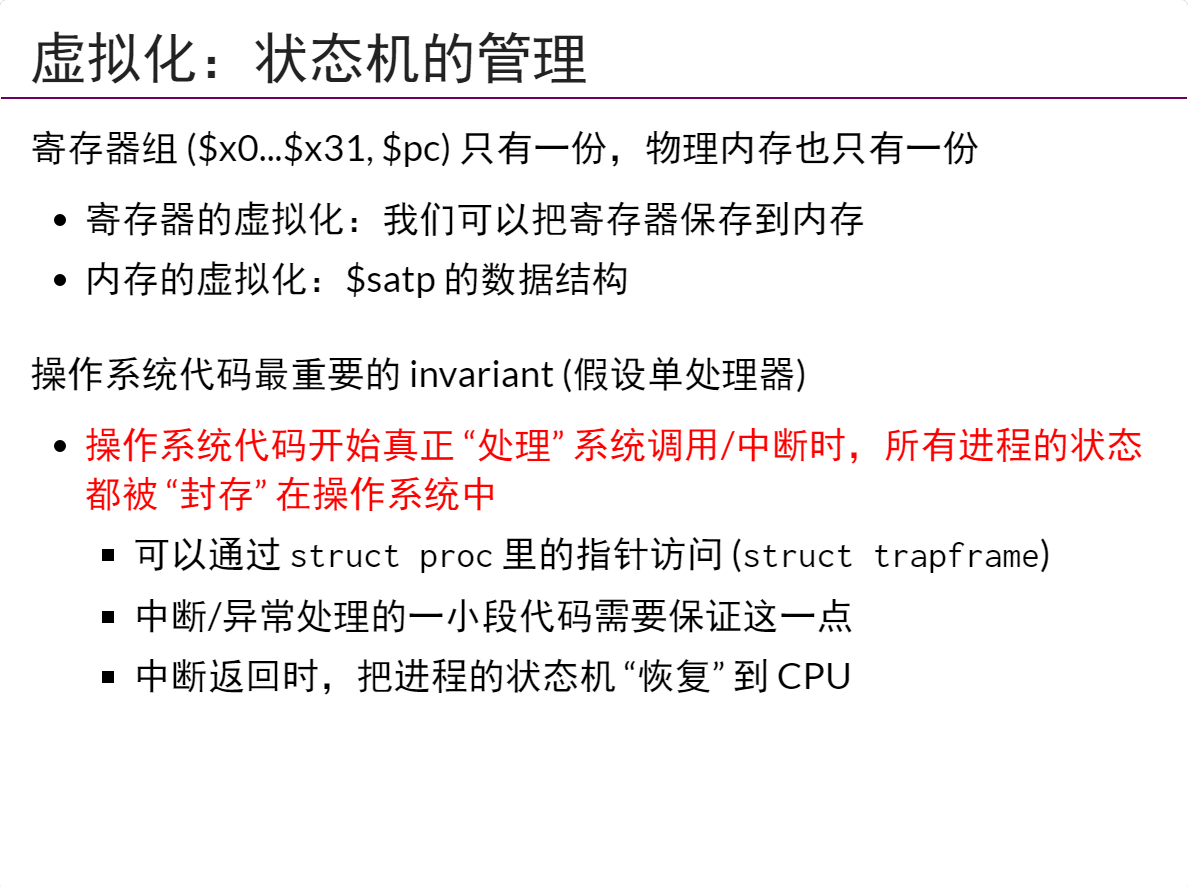 虚拟化：状态机的管理
寄存器组 ($x0...$x31, $pc) 只有一份，物理内存也只有一份
• 寄存器的虚拟化：我们可以把寄存器保存到内存
• 内存的虚拟化：$satp 的数据结构
操作系统代码最重要的 invariant (假设单处理器)
• 操作系统代码开始真正 “处理” 系统调用/中断时，所有进程的状态
都被 “封存” 在操作系统中
▪ 可以通过 struct proc 里的指针访问 (struct trapframe)
▪ 中断/异常处理的一小段代码需要保证这一点
▪ 中断返回时，把进程的状态机 “恢复” 到 CPU